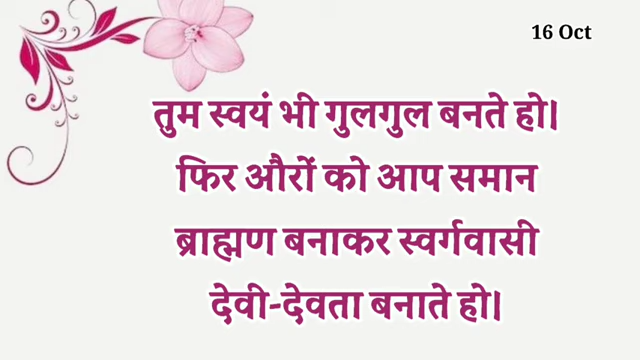 16 Oct
तुम स्वयं भी गुलगुल बनते हो।
फिर औरों को आप समान
ब्राह्मण बनाकर स्वर्गवासी
देवी-देवता बनाते हो।